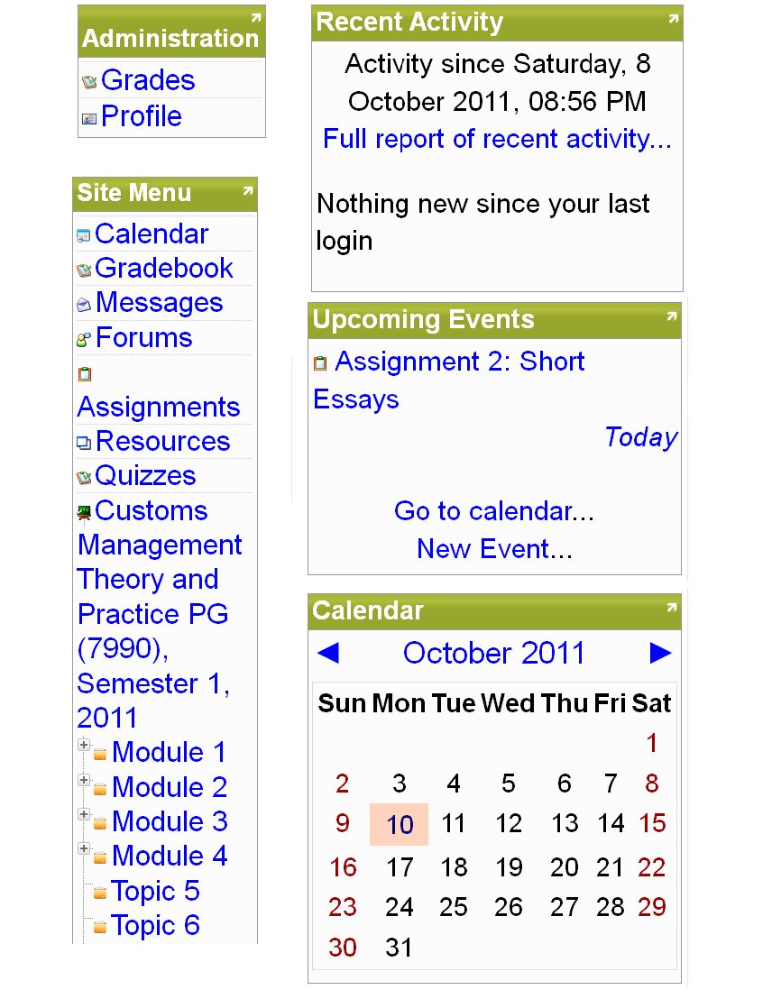 Administration
Grades
Profile
Site Menu
Calendar
Gradebook
Messages
Forums
Assignments
Resources
Quizzes
Customs
Management
Theory and
Practice PG
(7990),
Semester 1,
2011
Module 1
Module 2
Module 3
Module 4
Topic 5
Topic 6
Recent Activity
Activity since Saturday, 8
October 2011, 08:56 PM
Full report of recent activity...
Nothing new since your last
login
Upcoming Events
Assignment 2: Short
Essays
Today
Go to calendar...
New Event...
Calendar
◀ October 2011 ▶
Sun Mon Tue Wed Thu Fri Sat
1
2 3 4 5 6 7 8
9 10 11 12 13 14 15
16 17 18 19 20 21 22
23 24 25 26 27 28 29
30 31